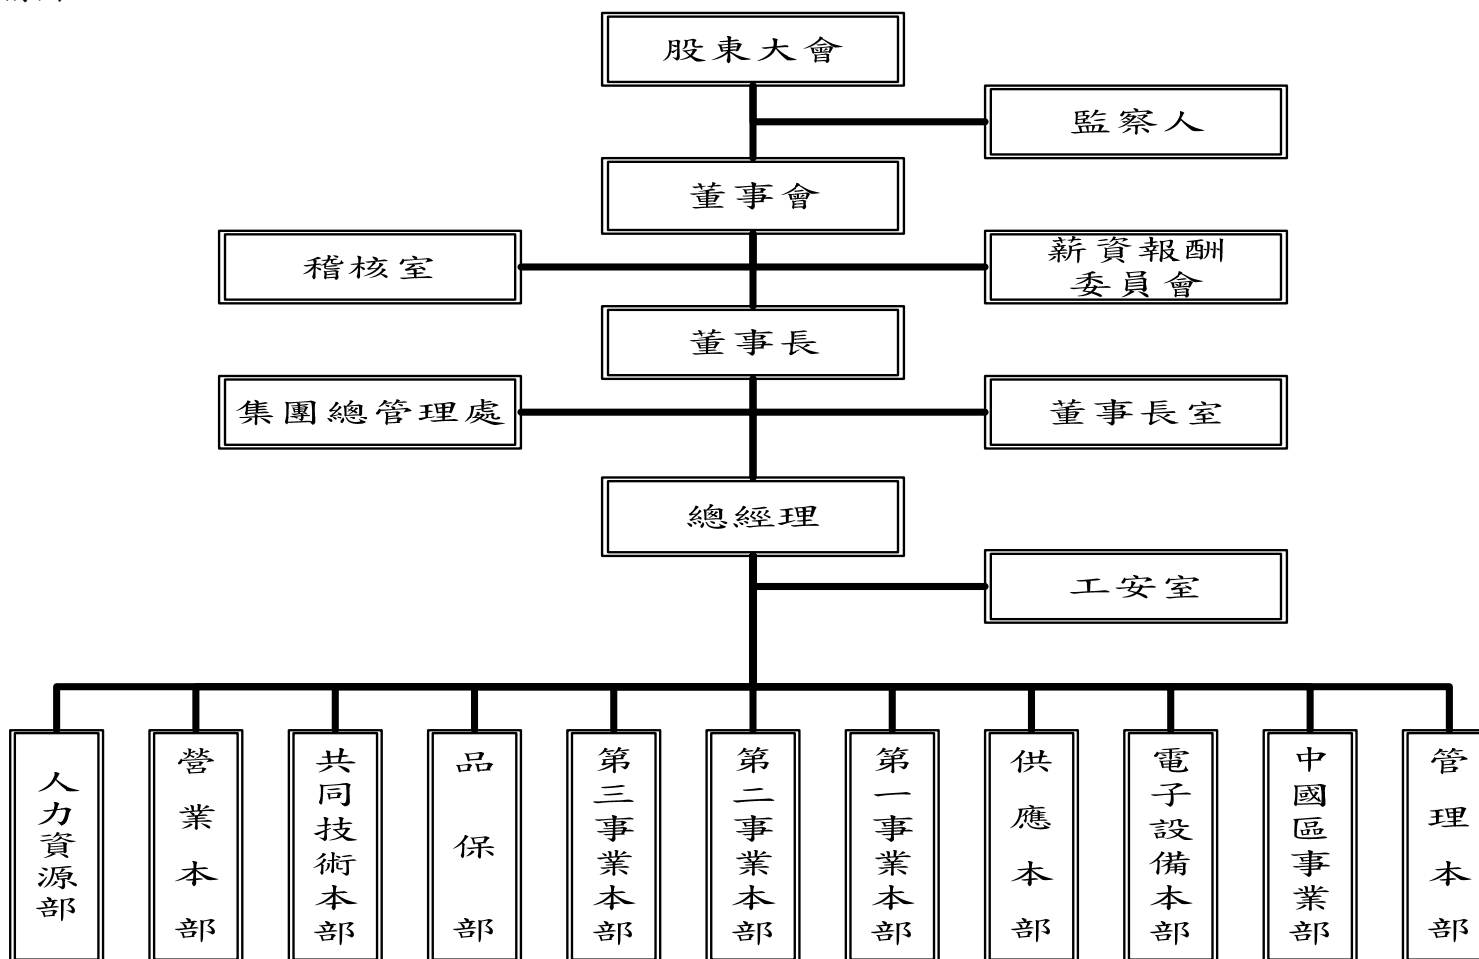 股東大會
監察人
董事會
稽核室
薪資報酬
委員會
董事長
集團總管理處
董事長室
總經理
工安室
人力資源部
營業本部
共同技術本部
品保部
第三事業本部
第二事業本部
第一事業本部
供應本部
電子設備本部
中國區事業部
管理本部